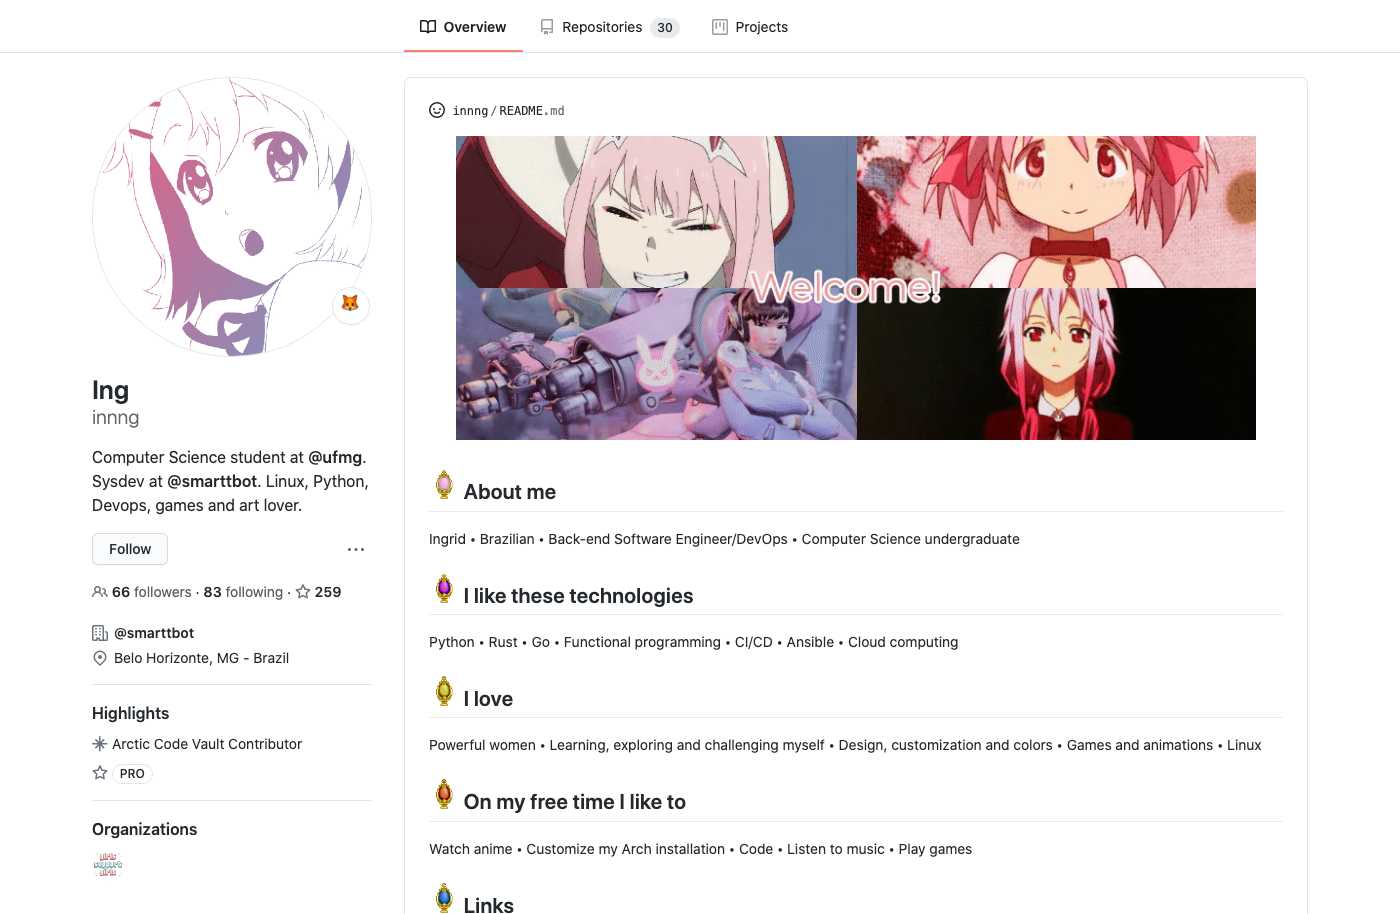 Overview
Repositories 30
Projects
Ing
innng
Computer Science student at @ufmg.
Sysdev at @smarttbot. Linux, Python,
Devops, games and art lover.
Follow
66 followers · 83 following · 259
@smarttbot
Belo Horizonte, MG - Brazil
Highlights
Arctic Code Vault Contributor
PRO
Organizations
innng/README.md
Welcome!
About me
Ingrid • Brazilian • Back-end Software Engineer/DevOps • Computer Science undergraduate
I like these technologies
Python • Rust • Go • Functional programming • CI/CD • Ansible • Cloud computing
I love
Powerful women • Learning, exploring and challenging myself • Design, customization and colors • Games and animations • Linux
On my free time I like to
Watch anime • Customize my Arch installation • Code • Listen to music • Play games
Links